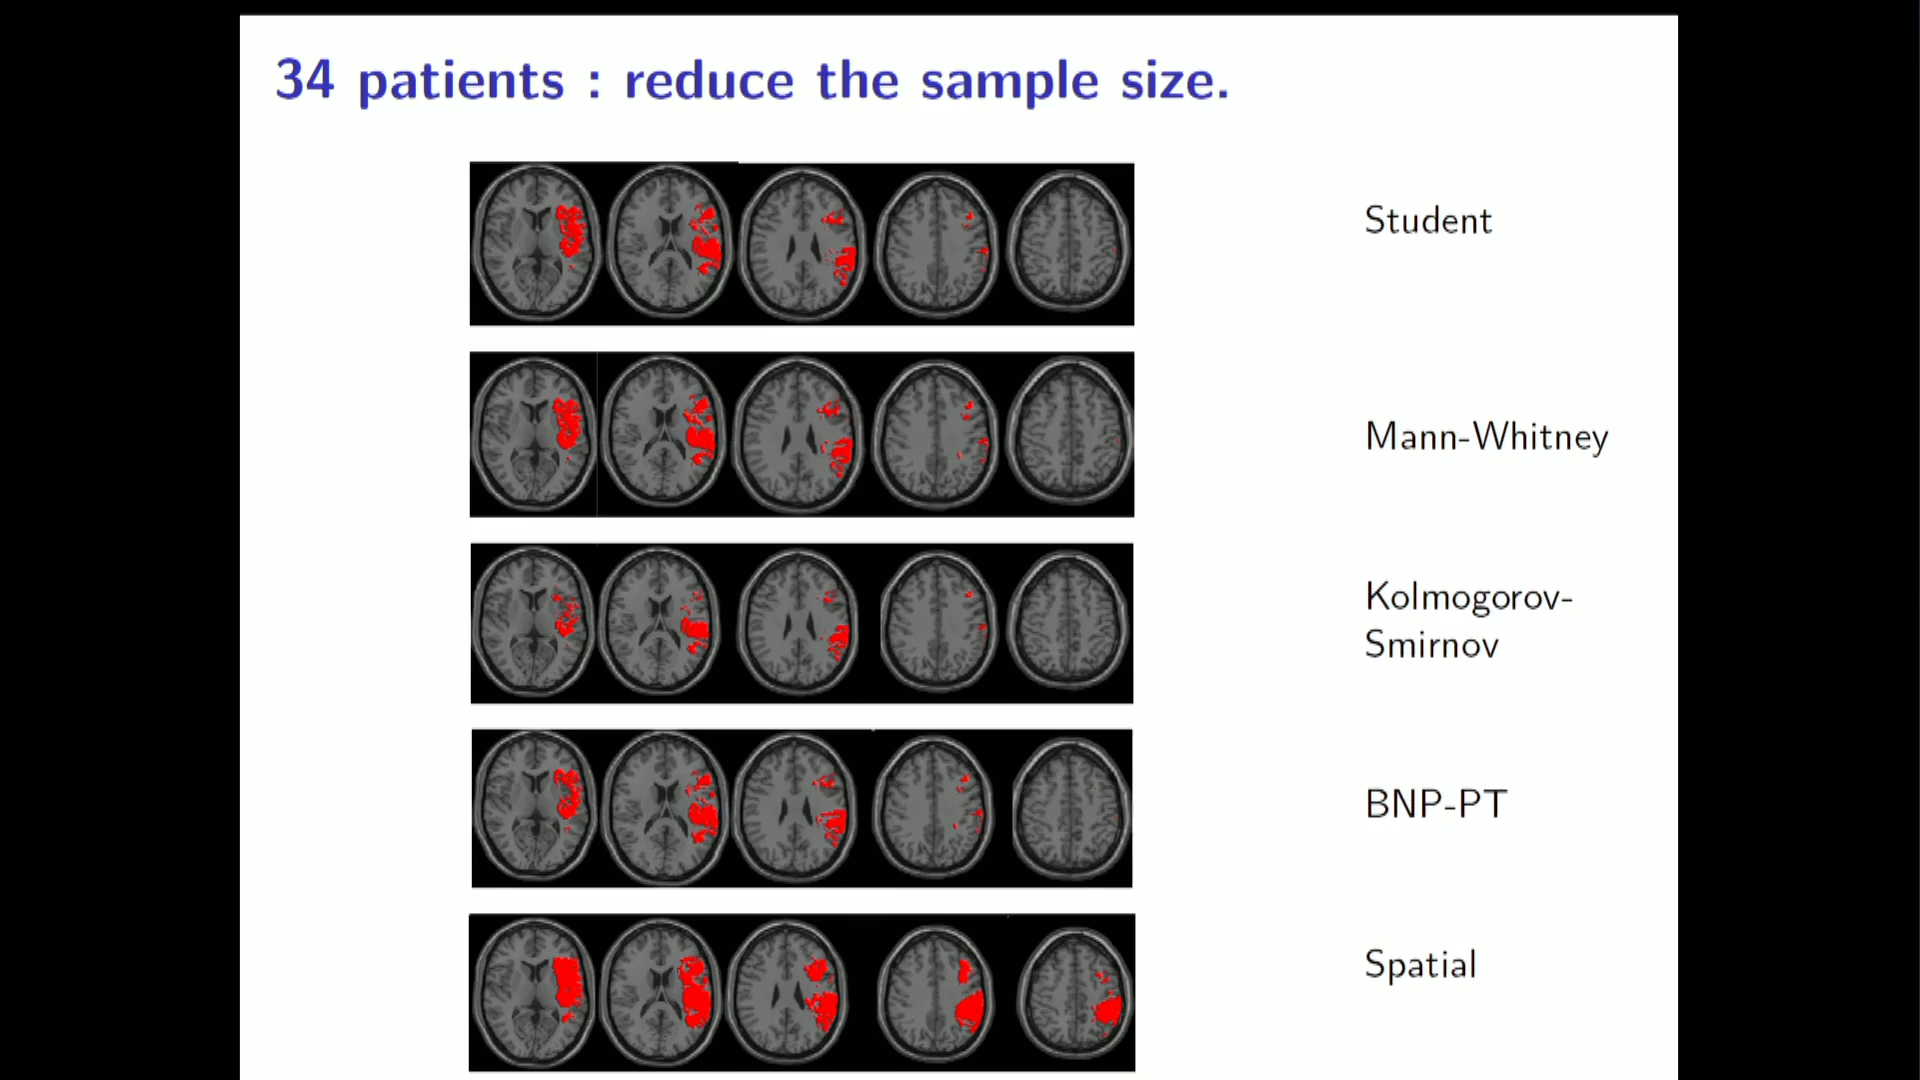 34 patients : reduce the sample size.
Student
Mann-Whitney
Kolmogorov-
Smirnov
BNP-PT
Spatial